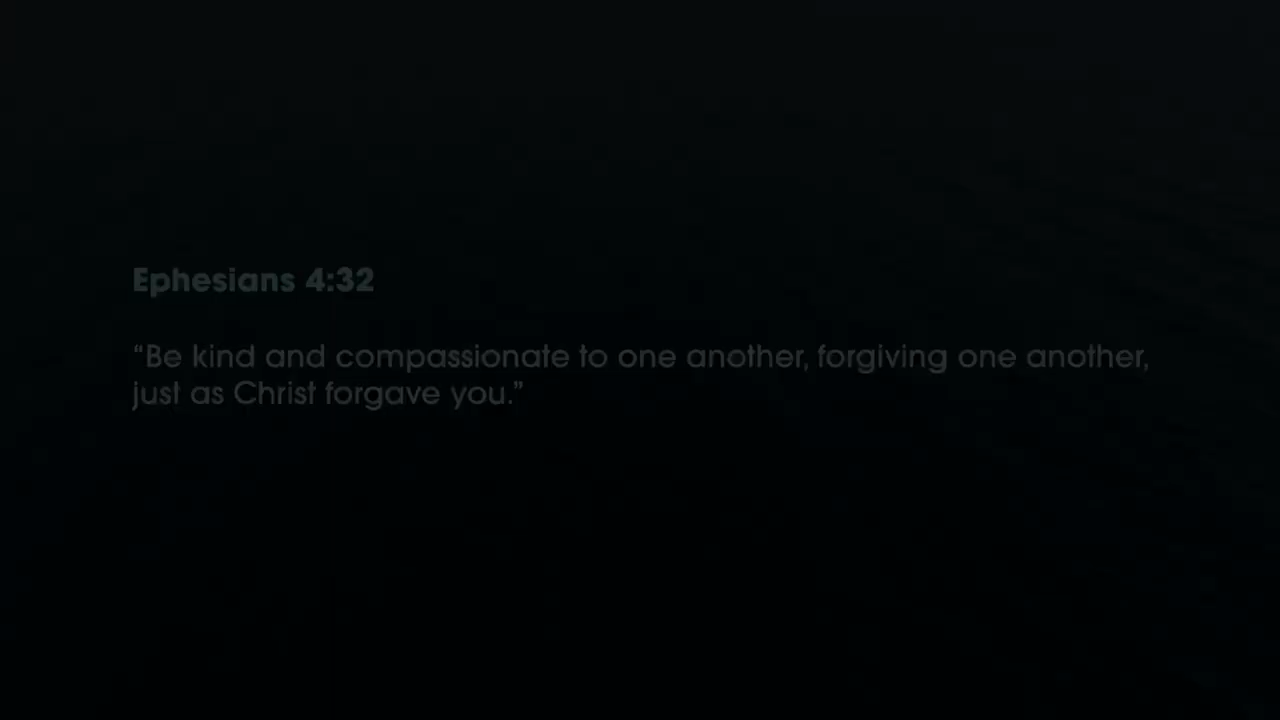 Ephesians 4:32
“Be kind and compassionate to one another, forgiving one another,
just as Christ forgave you.”